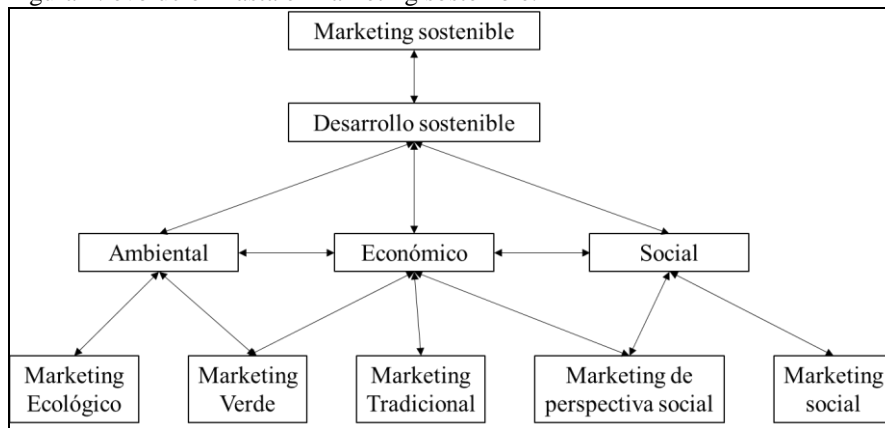 Marketing sostenible
Desarrollo sostenible
Ambiental
Económico
Social
Marketing
Ecológico
Marketing
Verde
Marketing
Tradicional
Marketing de
perspectiva social
Marketing
social